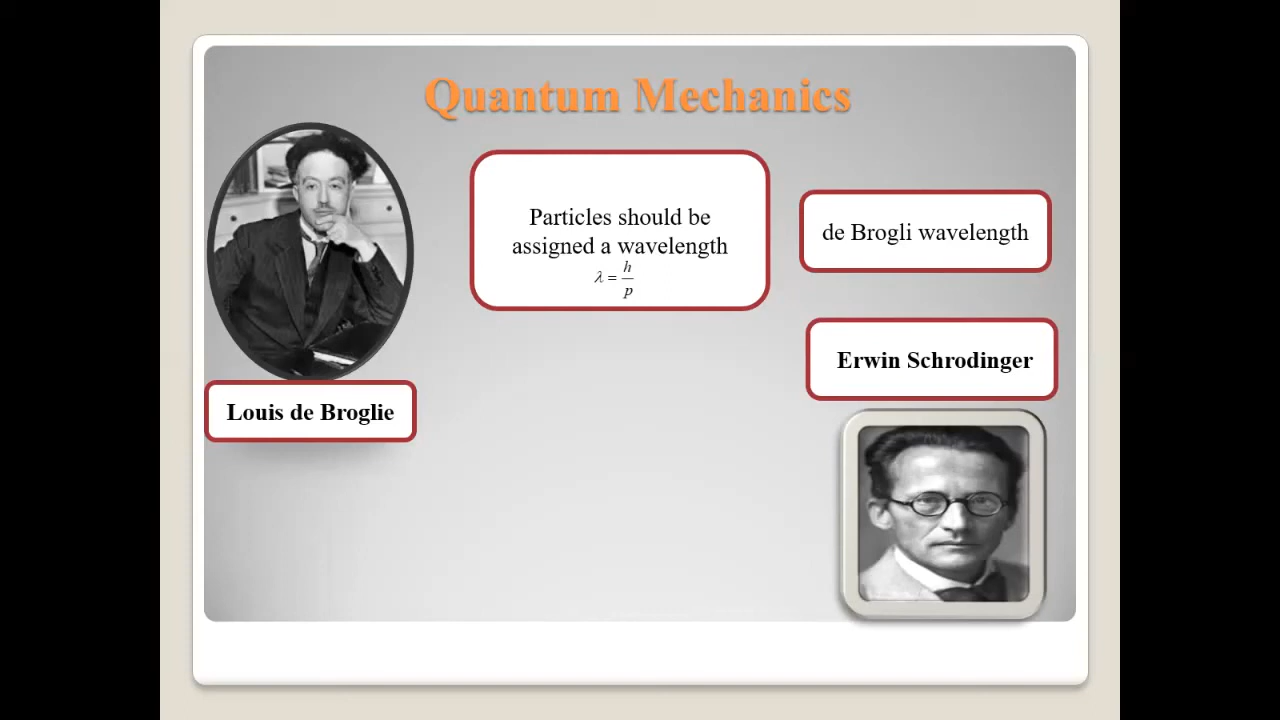 Quantum Mechanics
Particles should be
assigned a wavelength
λ = h/p
de Brogli wavelength
Erwin Schrodinger
Louis de Broglie